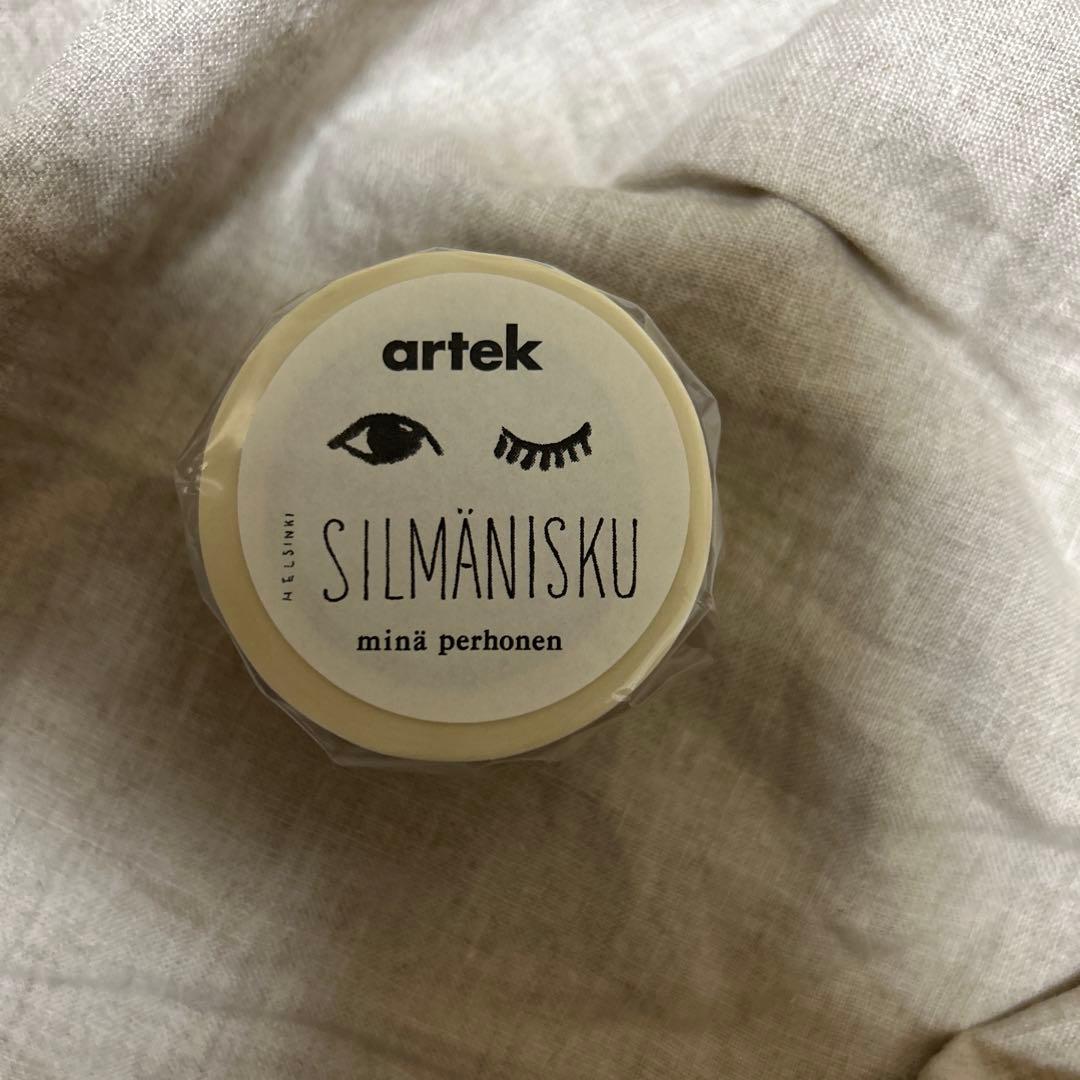 artek
HELSINKI
SILMÄNISKU
minä perhonen